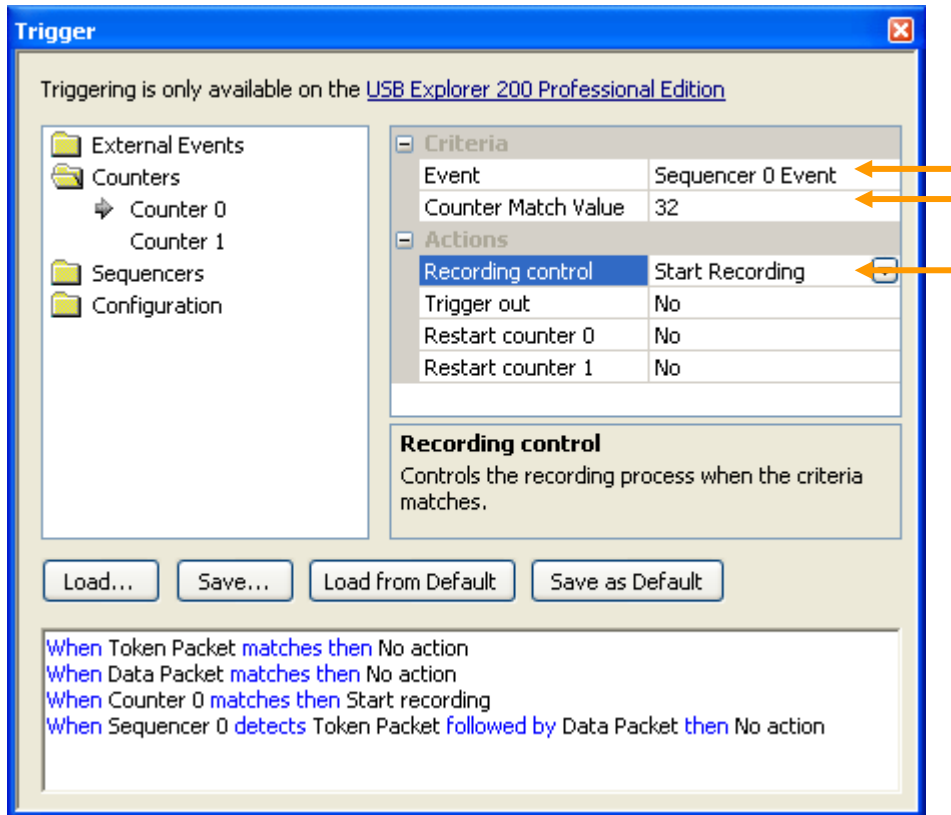 Trigger
Triggering is only available on the USB Explorer 200 Professional Edition
External Events
Counters
Counter 0
Counter 1
Sequencers
Configuration
Criteria
Event Sequencer 0 Event
Counter Match Value 32
Actions
Recording control Start Recording
Trigger out No
Restart counter 0 No
Restart counter 1 No
Recording control
Controls the recording process when the criteria
matches.
Load... Save... Load from Default Save as Default
When Token Packet matches then No action
When Data Packet matches then No action
When Counter 0 matches then Start recording
When Sequencer 0 detects Token Packet followed by Data Packet then No action